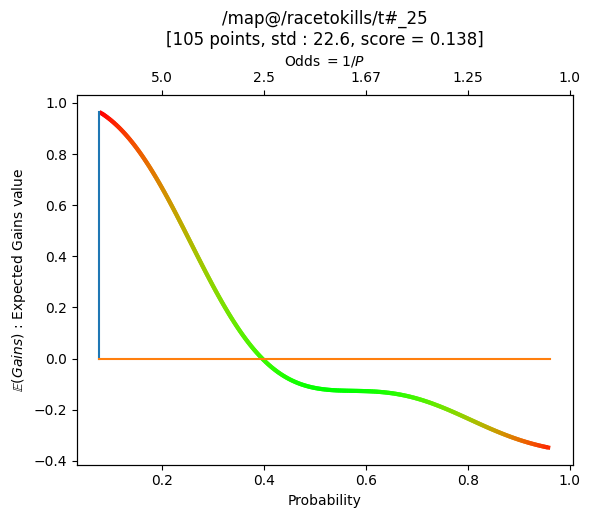 /map@/racetokills/t#_25
[105 points, std : 22.6, score = 0.138]
Odds = 1/P
5.0 2.5 1.67 1.25 1.0
1.0
0.8
0.6
0.4
0.2
0.0
−0.2
−0.4
𝔼(Gains) : Expected Gains value
0.2 0.4 0.6 0.8 1.0
Probability